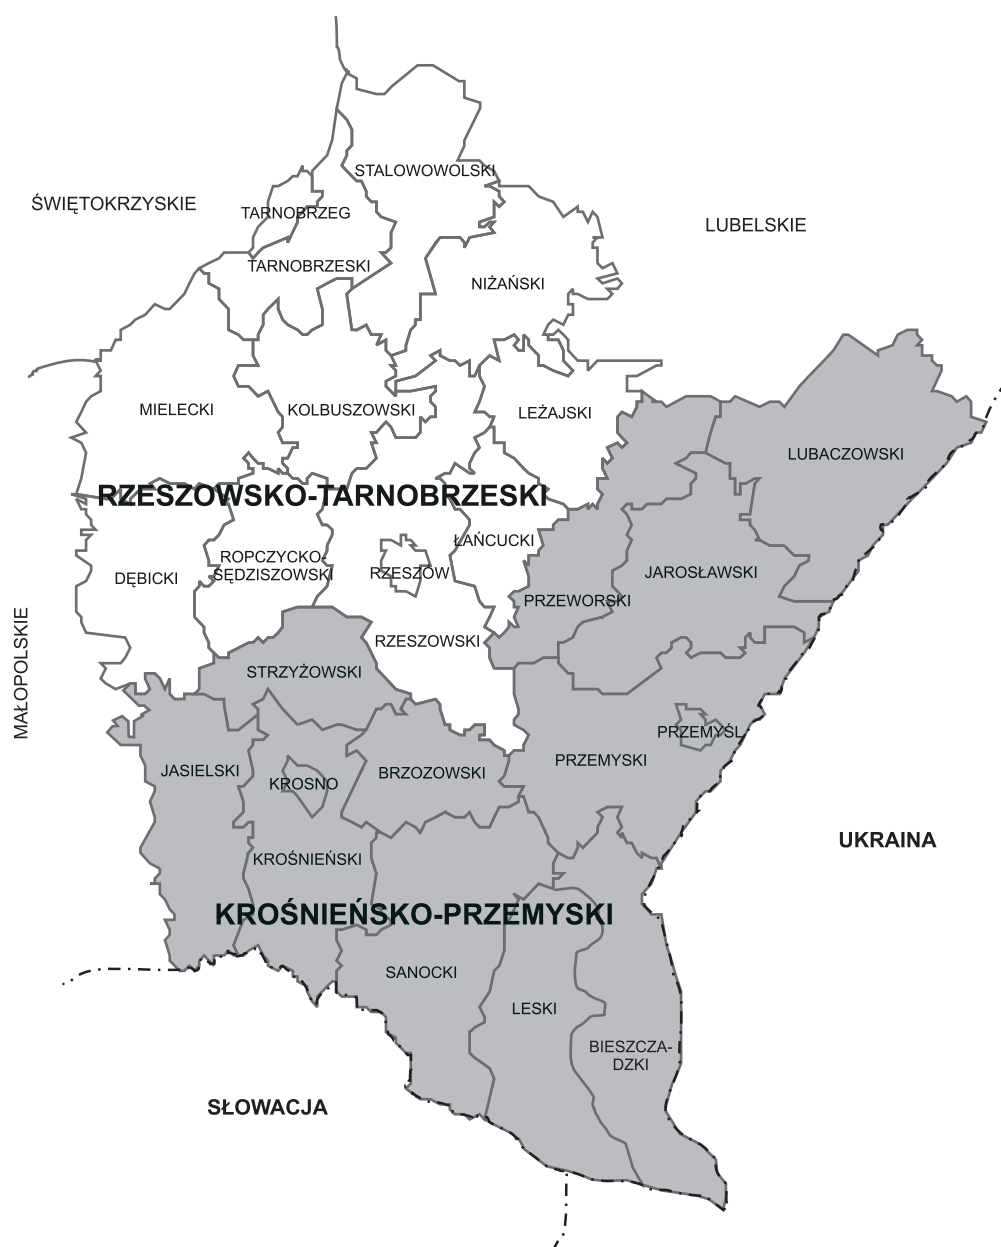 STALOWOWOLSKI
ŚWIĘTOKRZYSKIE
TARNOBRZEG
LUBELSKIE
TARNOBRZESKI
NIŻAŃSKI
MIELECKI
KOLBUSZOWSKI
LEŻAJSKI
LUBACZOWSKI
RZESZOWSKO-TARNOBRZESKI
ŁAŃCUCKI
ROPCZYCKO-
SĘDZISZOWSKI
DĘBICKI
RZESZÓW
JAROSŁAWSKI
PRZEWORSKI
RZESZOWSKI
MAŁOPOLSKIE
STRZYŻOWSKI
PRZEMYŚL
PRZEMYSKI
JASIELSKI
BRZOZOWSKI
KROSNO
UKRAINA
KROŚNIEŃSKI
KROŚNIEŃSKO-PRZEMYSKI
SANOCKI
LESKI
BIESZCZA-
DZKI
SŁOWACJA